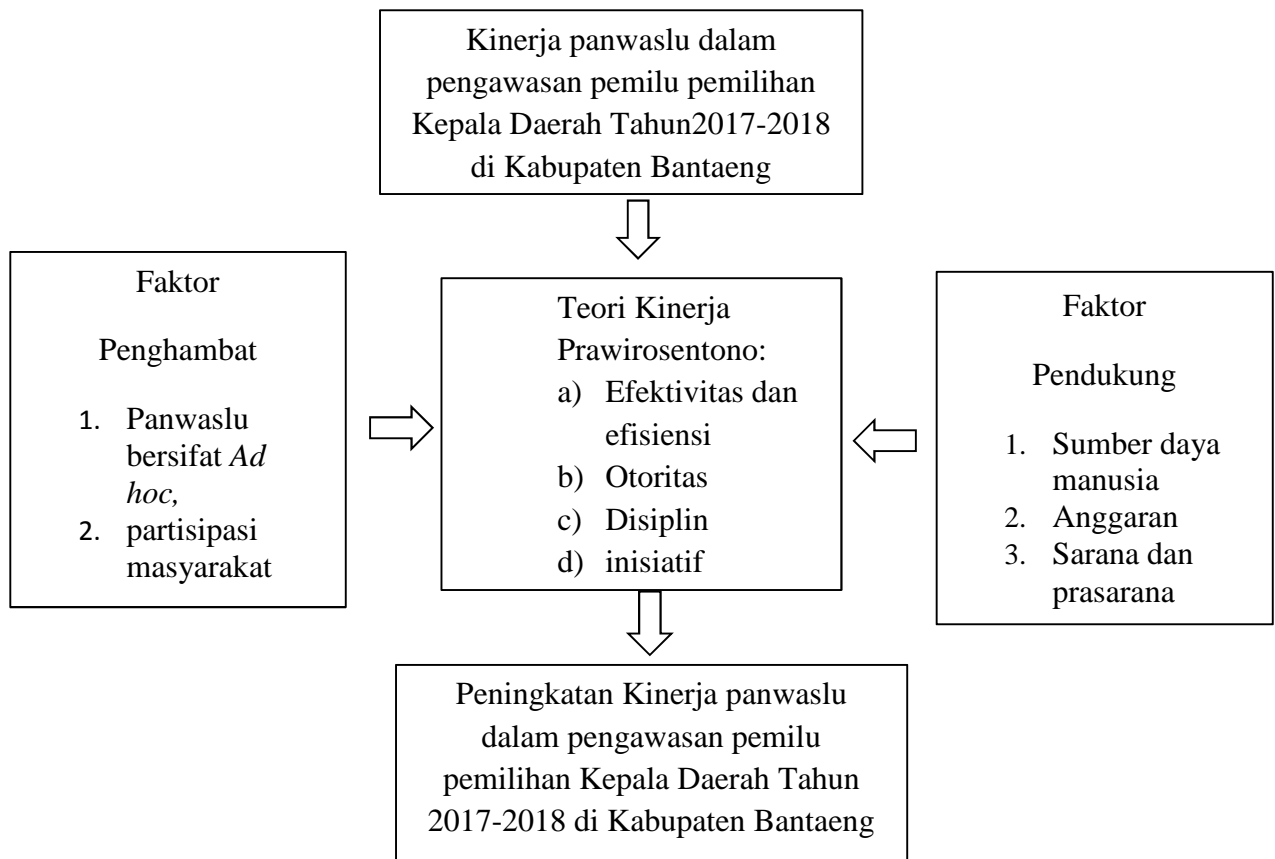 Kinerja panwaslu dalam
pengawasan pemilu pemilihan
Kepala Daerah Tahun2017-2018
di Kabupaten Bantaeng
Faktor
Penghambat
1. Panwaslu
bersifat Ad
hoc,
2. partisipasi
masyarakat
Teori Kinerja
Prawirosentono:
a) Efektivitas dan
efisiensi
b) Otoritas
c) Disiplin
d) inisiatif
Faktor
Pendukung
1. Sumber daya
manusia
2. Anggaran
3. Sarana dan
prasarana
Peningkatan Kinerja panwaslu
dalam pengawasan pemilu
pemilihan Kepala Daerah Tahun
2017-2018 di Kabupaten Bantaeng